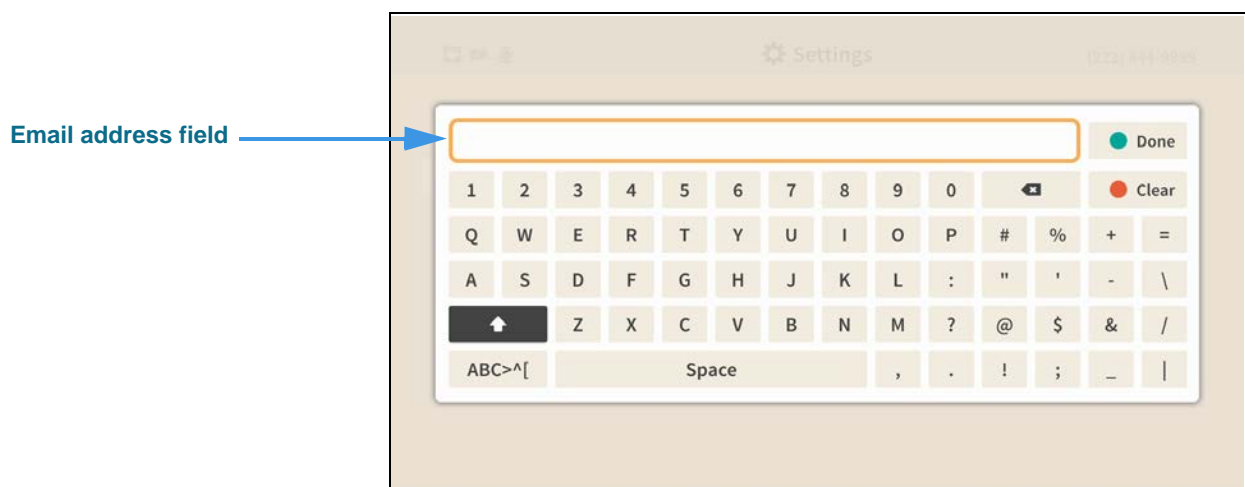 Settings
Email address field
Done
1 2 3 4 5 6 7 8 9 0
Clear
Q W E R T Y U I O P # % + =
A S D F G H J K L : " ' - \
Z X C V B N M ? @ $ & /
ABC>^[ Space , . ! ; _ |